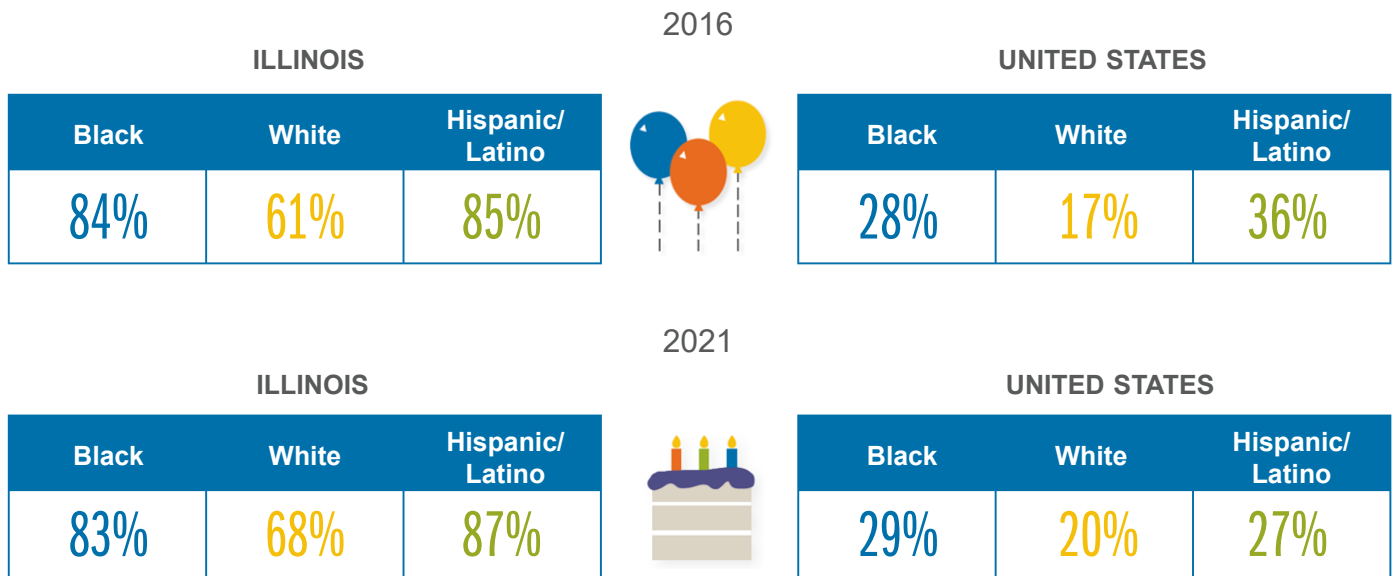 2016
ILLINOIS
UNITED STATES
Black White Hispanic/
Latino
84% 61% 85%
Black White Hispanic/
Latino
28% 17% 36%
2021
ILLINOIS
UNITED STATES
Black White Hispanic/
Latino
83% 68% 87%
Black White Hispanic/
Latino
29% 20% 27%